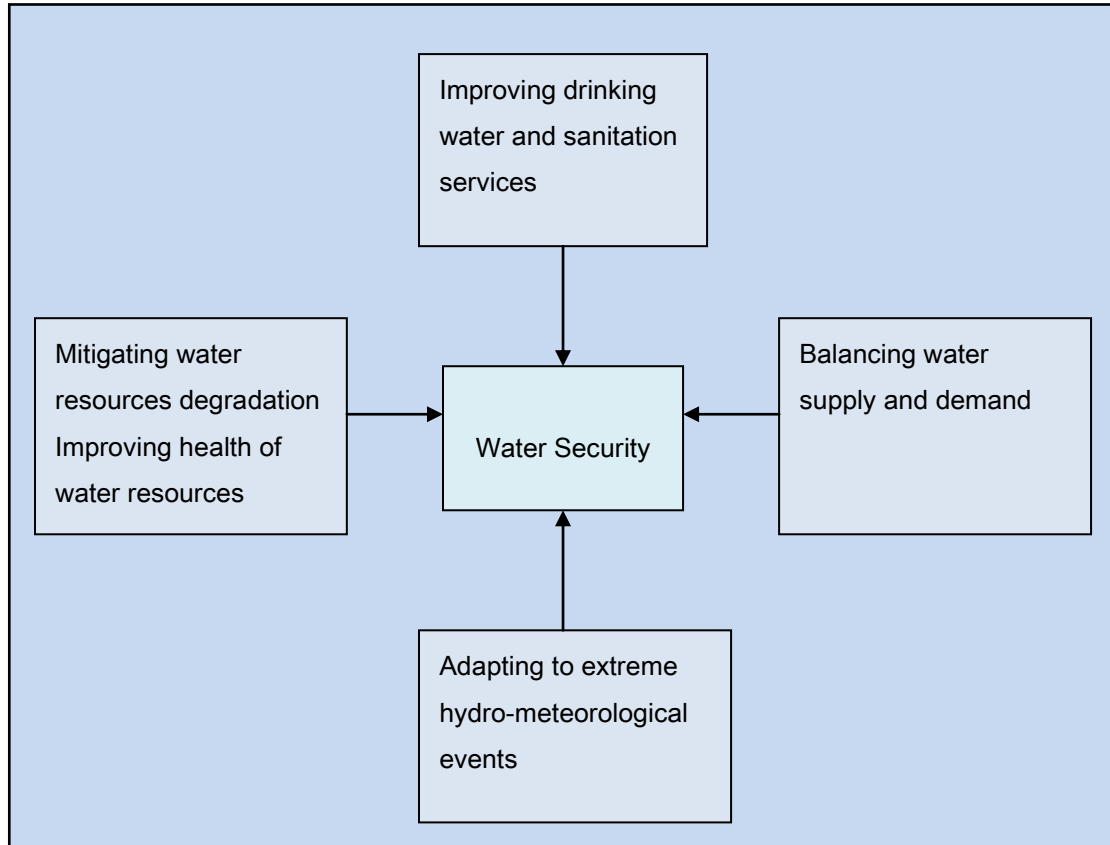 Improving drinking
water and sanitation
services
Mitigating water
resources degradation
Improving health of
water resources
Water Security
Balancing water
supply and demand
Adapting to extreme
hydro-meteorological
events